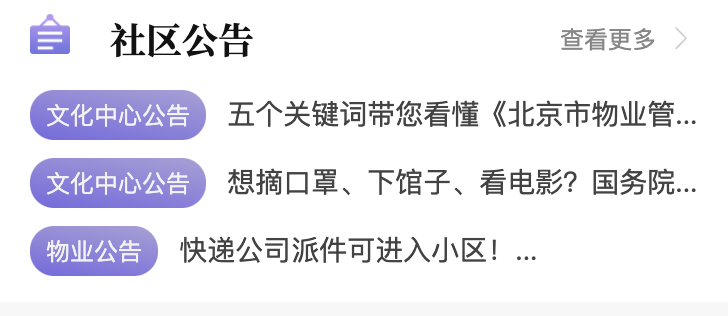 社区公告 查看更多
文化中心公告 五个关键词带您看懂《北京市物业管...
文化中心公告 想摘口罩、下馆子、看电影？国务院...
物业公告 快递公司派件可进入小区！...